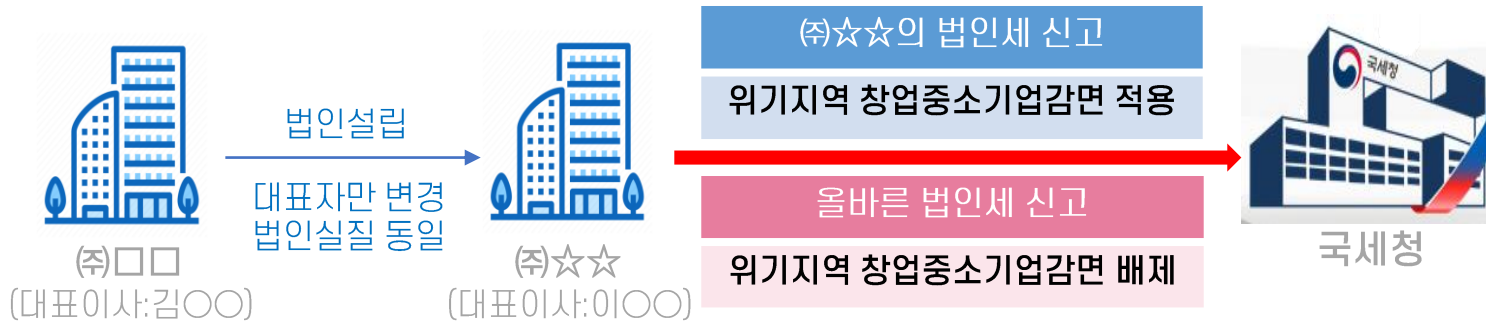 법인설립
대표자만 변경
법인실질 동일
㈜□□
(대표이사:김○○)
㈜☆☆
(대표이사:이○○)
㈜☆☆의 법인세 신고
위기지역 창업중소기업감면 적용
올바른 법인세 신고
위기지역 창업중소기업감면 배제
국세청
국세청